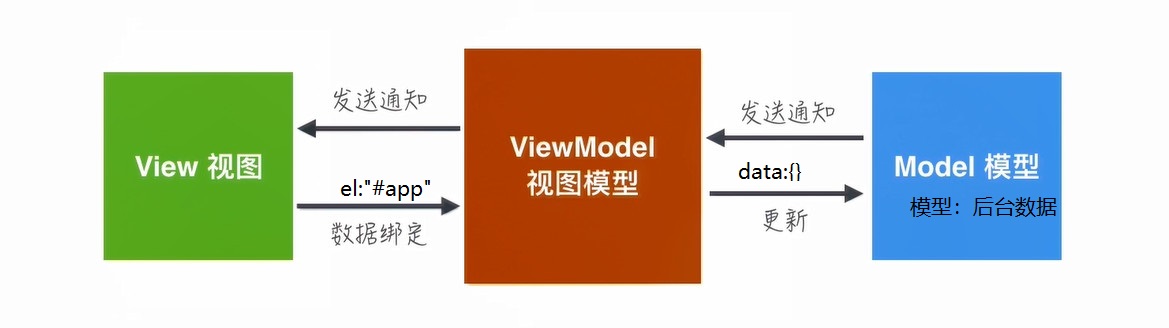 View 视图
发送通知
el:"#app"
数据绑定
ViewModel
视图模型
发送通知
data:{}
更新
Model 模型
模型：后台数据